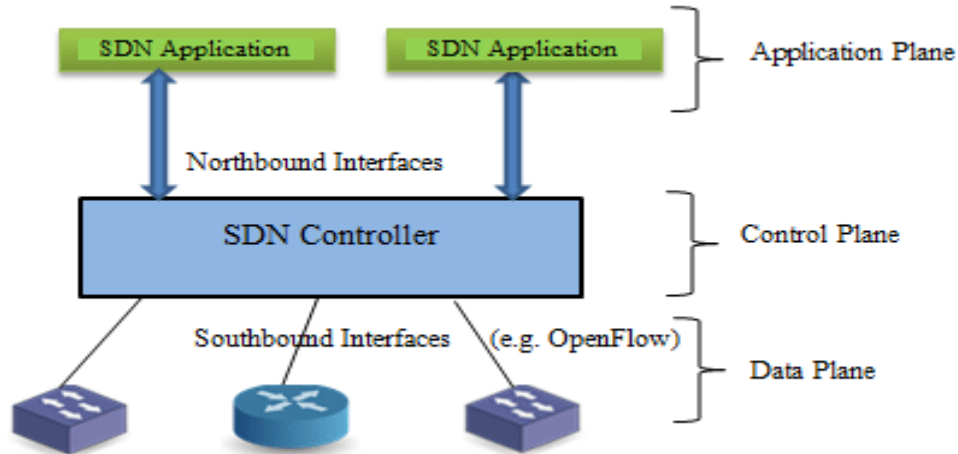 SDN Application
SDN Application
Application Plane
Northbound Interfaces
SDN Controller
Control Plane
Southbound Interfaces (e.g. OpenFlow)
Data Plane